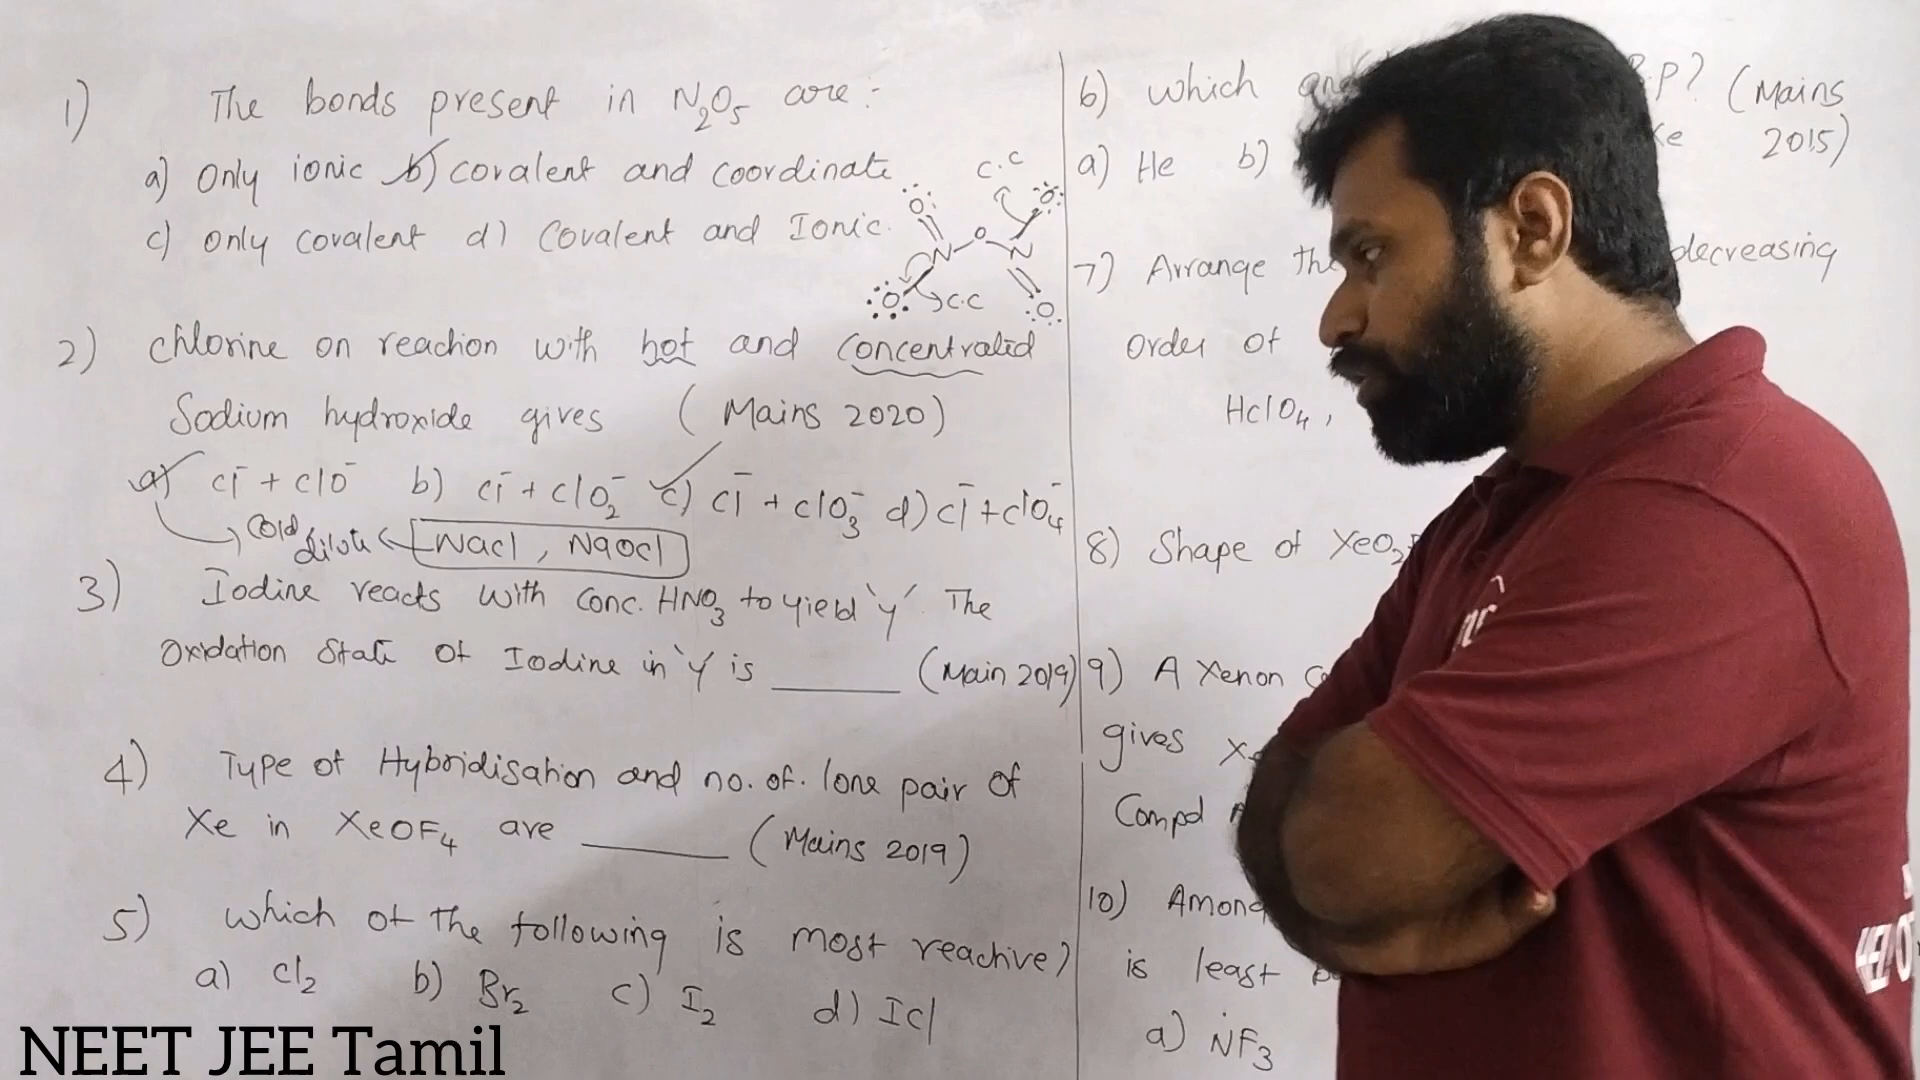 1) The bonds present in N₂O₅ are:-
a) Only ionic b) covalent and coordinate
c) only covalent d) Covalent and Ionic.
c.c
O O
N O N
O c.c O
2) Chlorine on reaction with hot and Concentrated
Sodium hydroxide gives (Mains 2020)
a) Cl⁻ + ClO⁻ b) Cl⁻ + ClO₂⁻ c) Cl⁻ + ClO₃⁻ d) Cl⁻ + ClO₄⁻
Cold dilute NaCl, NaOCl
3) Iodine reacts with Conc. HNO₃ to yield 'y'. The
Oxidation State of Iodine in 'y' is ______ (Main 2019)
4) Type of Hybridisation and no. of. lone pair of
Xe in XeOF₄ are ______ (Mains 2019)
5) Which of the following is most reactive?
a) Cl₂ b) Br₂ c) I₂ d) ICl
6) which P? (Mains
a) He b) 2015)
7) Arrange the decreasing
Order of
HClO₄,
8) Shape of
9) A Xenon
gives
Compd
10)
is least
a) NF₃
NEET JEE Tamil